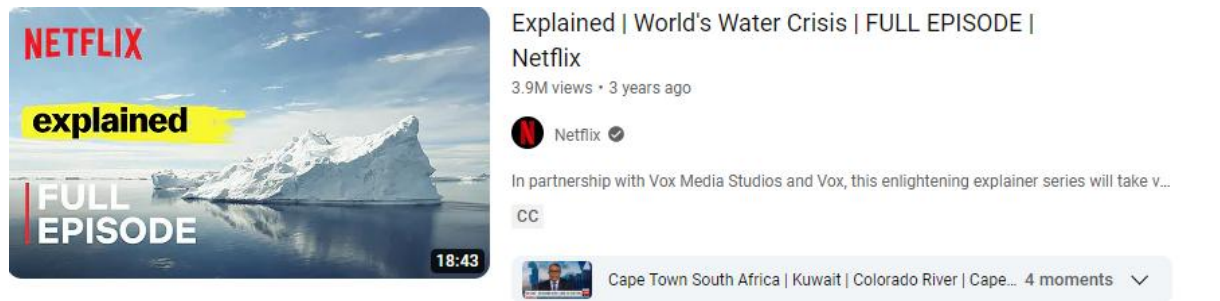 NETFLIX
explained
FULL
EPISODE
18:43
Explained | World's Water Crisis | FULL EPISODE |
Netflix
3.9M views • 3 years ago
Netflix
In partnership with Vox Media Studios and Vox, this enlightening explainer series will take v...
CC
Cape Town South Africa | Kuwait | Colorado River | Cape... 4 moments